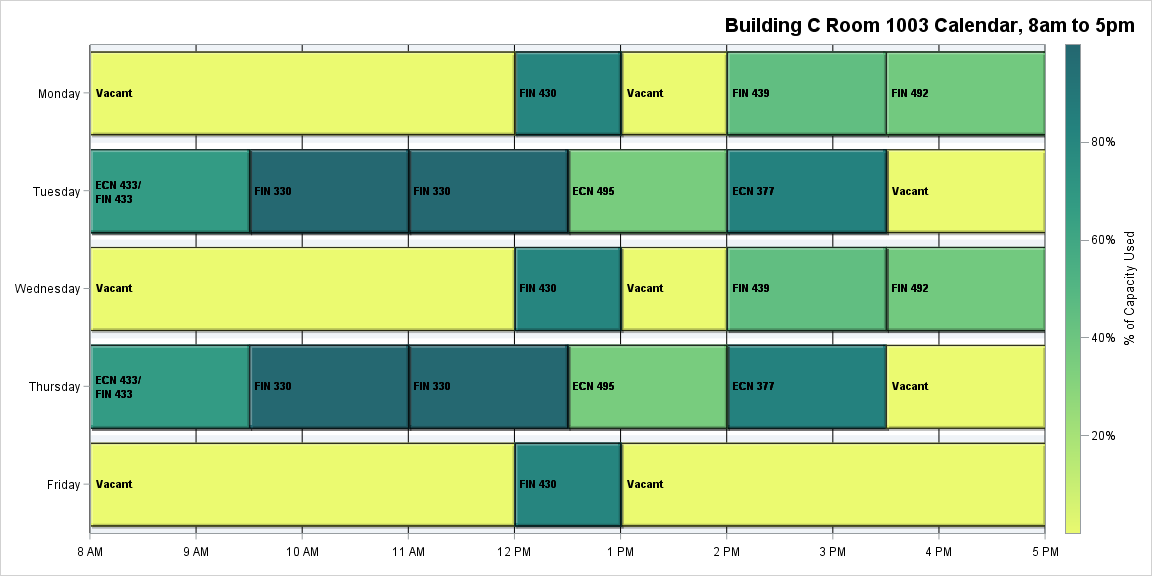 Building C Room 1003 Calendar, 8am to 5pm
Monday
Vacant
FIN 430
Vacant
FIN 439
FIN 492
Tuesday
ECN 433/
FIN 433
FIN 330
FIN 330
ECN 495
ECN 377
Vacant
Wednesday
Vacant
FIN 430
Vacant
FIN 439
FIN 492
Thursday
ECN 433/
FIN 433
FIN 330
FIN 330
ECN 495
ECN 377
Vacant
Friday
Vacant
FIN 430
Vacant
8 AM
9 AM
10 AM
11 AM
12 PM
1 PM
2 PM
3 PM
4 PM
5 PM
80%
60%
40%
20%
% of Capacity Used